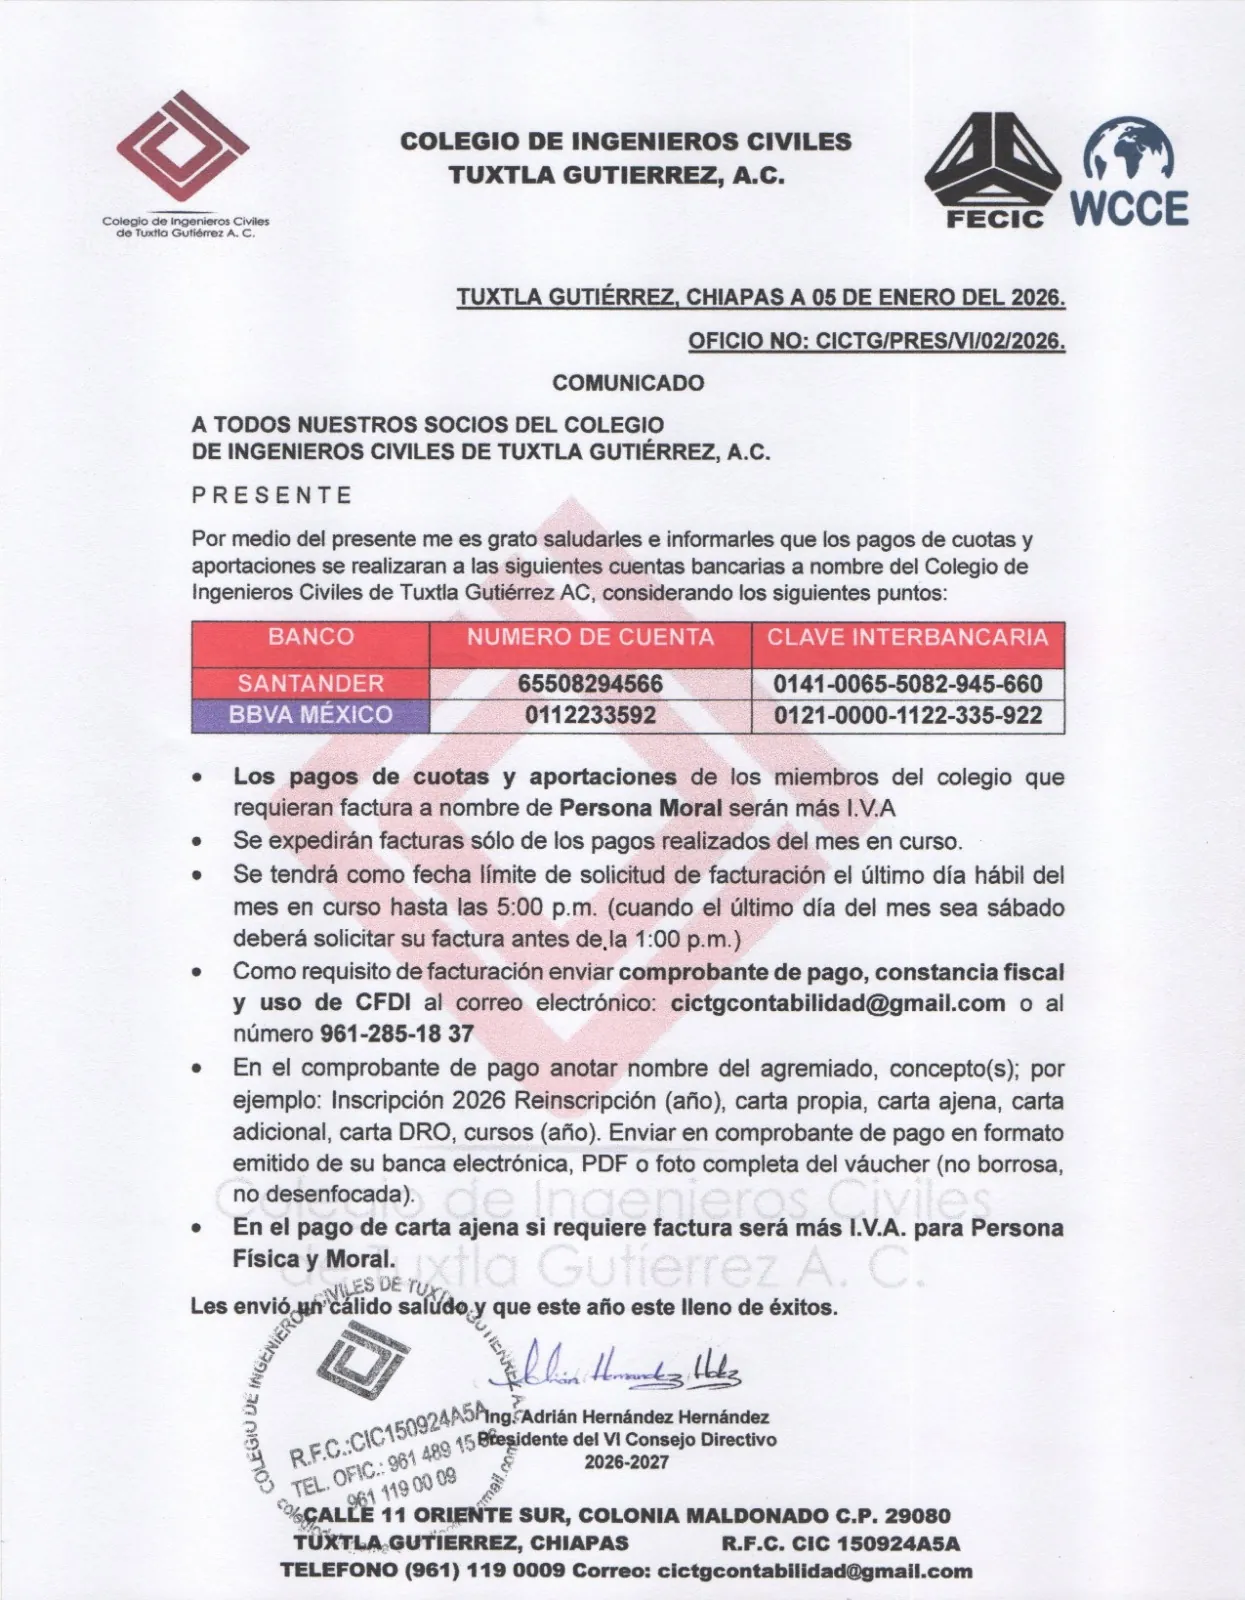 Colegio de Ingenieros Civiles
de Tuxtla Gutiérrez A. C.
COLEGIO DE INGENIEROS CIVILES
TUXTLA GUTIERREZ, A.C.
FECIC
WCCE
TUXTLA GUTIÉRREZ, CHIAPAS A 05 DE ENERO DEL 2026.
OFICIO NO: CICTG/PRES/VI/02/2026.
COMUNICADO
A TODOS NUESTROS SOCIOS DEL COLEGIO
DE INGENIEROS CIVILES DE TUXTLA GUTIÉRREZ, A.C.
P R E S E N T E
Por medio del presente me es grato saludarles e informarles que los pagos de cuotas y
aportaciones se realizaran a las siguientes cuentas bancarias a nombre del Colegio de
Ingenieros Civiles de Tuxtla Gutiérrez AC, considerando los siguientes puntos:
BANCO NUMERO DE CUENTA CLAVE INTERBANCARIA
SANTANDER 65508294566 0141-0065-5082-945-660
BBVA MÉXICO 0112233592 0121-0000-1122-335-922
• Los pagos de cuotas y aportaciones de los miembros del colegio que
requieran factura a nombre de Persona Moral serán más I.V.A
• Se expedirán facturas sólo de los pagos realizados del mes en curso.
• Se tendrá como fecha límite de solicitud de facturación el último día hábil del
mes en curso hasta las 5:00 p.m. (cuando el último día del mes sea sábado
deberá solicitar su factura antes de la 1:00 p.m.)
• Como requisito de facturación enviar comprobante de pago, constancia fiscal
y uso de CFDI al correo electrónico: cictgcontabilidad@gmail.com o al
número 961-285-18 37
• En el comprobante de pago anotar nombre del agremiado, concepto(s); por
ejemplo: Inscripción 2026 Reinscripción (año), carta propia, carta ajena, carta
adicional, carta DRO, cursos (año). Enviar en comprobante de pago en formato
emitido de su banca electrónica, PDF o foto completa del váucher (no borrosa,
no desenfocada).
• En el pago de carta ajena si requiere factura será más I.V.A. para Persona
Física y Moral.
Colegio de Ingenieros Civiles
de Tuxtla Gutíerrez A. C.
Les envió un cálido saludo y que este año este lleno de éxitos.
COLEGIO DE INGENIEROS CIVILES DE TUXTLA GUTIERREZ A.C.
R.F.C.:CIC150924A5A
TEL. OFIC.: 961 489 15
961 119 00 09
Adrián Hernandez Hdez
Ing. Adrián Hernández Hernández
Presidente del VI Consejo Directivo
2026-2027
CALLE 11 ORIENTE SUR, COLONIA MALDONADO C.P. 29080
TUXTLA GUTIERREZ, CHIAPAS R.F.C. CIC 150924A5A
TELEFONO (961) 119 0009 Correo: cictgcontabilidad@gmail.com